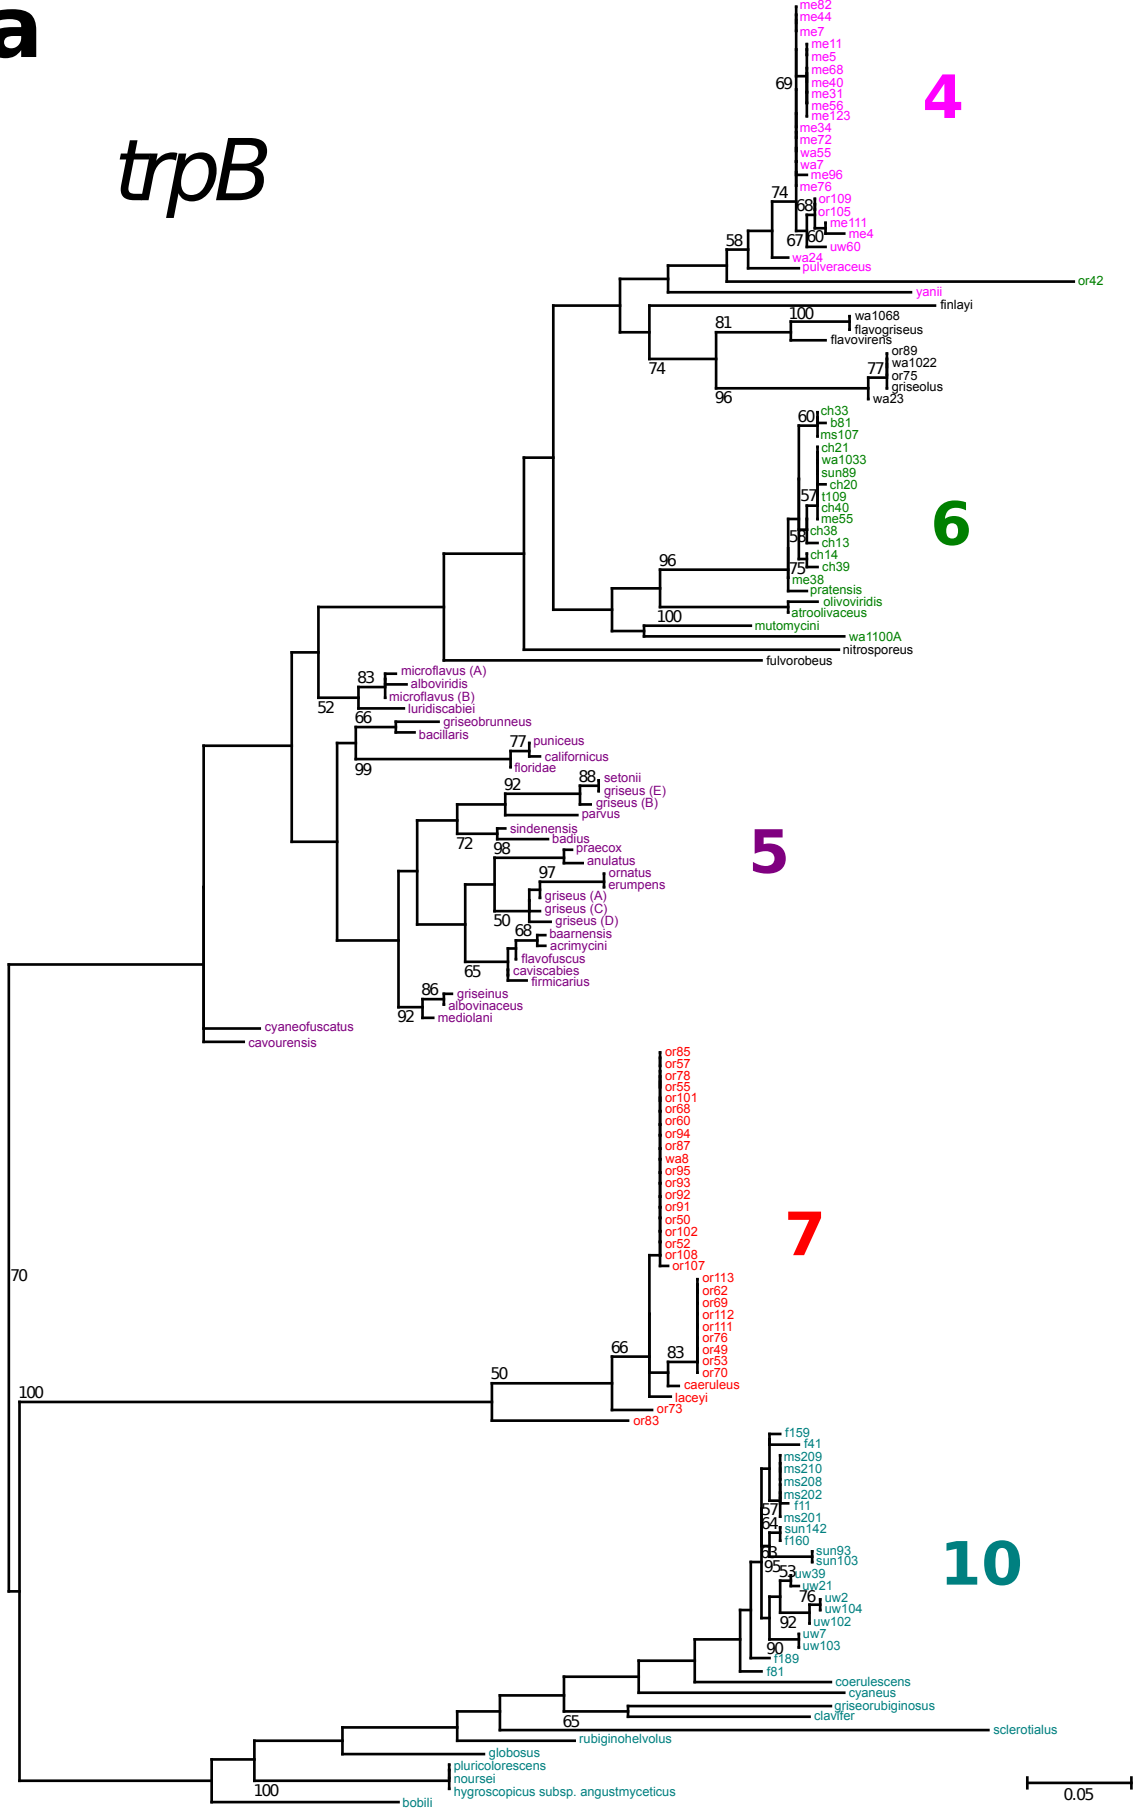 a
trpB
me82
me44
me7
me11
me5
me68
69
me40
4
me31
me56
me123
me34
me72
wa55
wa7
me96
me76
74
or109
68
or105
me111
me4
67
60
58
uw60
wa24
pulveraceus
or42
yanii
finlayi
100
wa1068
81
flavogriseus
flavovirens
or89
wa1022
74
77
or75
griseolus
96
wa23
60
ch33
b81
ms107
ch21
wa1033
sun89
ch20
57
t109
ch40
6
me55
ch38
58
ch13
96
ch14
75
ch39
me38
pratensis
olivoviridis
atroolivaceus
100
mutomycini
wa1100A
nitrosporeus
fulvorobeus
microflavus (A)
83
alboviridis
microflavus (B)
52
luridiscabiei
66
griseobrunneus
bacillaris
77
puniceus
californicus
99
floridae
88
setonii
92
griseus (E)
griseus (B)
parvus
sindenensis
72
badius
98
praecox
5
anulatus
97
ornatus
erumpens
griseus (A)
griseus (C)
50
griseus (D)
68
baarnensis
acrimycini
flavofuscus
65
caviscabies
firmicarius
86
griseinus
albovinaceus
92
mediolani
cyaneofuscatus
cavourensis
or85
or57
or78
or55
or101
or68
or60
or94
or87
wa8
or95
or93
or92
or91
or50
or102
7
or52
or108
or107
70
or113
or62
or69
or112
or111
or76
66
or49
83
or53
50
or70
caeruleus
100
laceyi
or73
or83
f159
f41
ms209
ms210
ms208
ms202
57
f11
ms201
64
sun142
f160
63
sun93
sun103
95
53
uw39
10
uw21
76
uw2
uw104
92
uw102
uw7
90
uw103
f189
f81
coerulescens
cyaneus
griseorubiginosus
65
clavifer
sclerotialus
rubiginohelvolus
globosus
pluricolorescens
noursei
100
hygroscopicus subsp. angustmyceticus
bobili
0.05